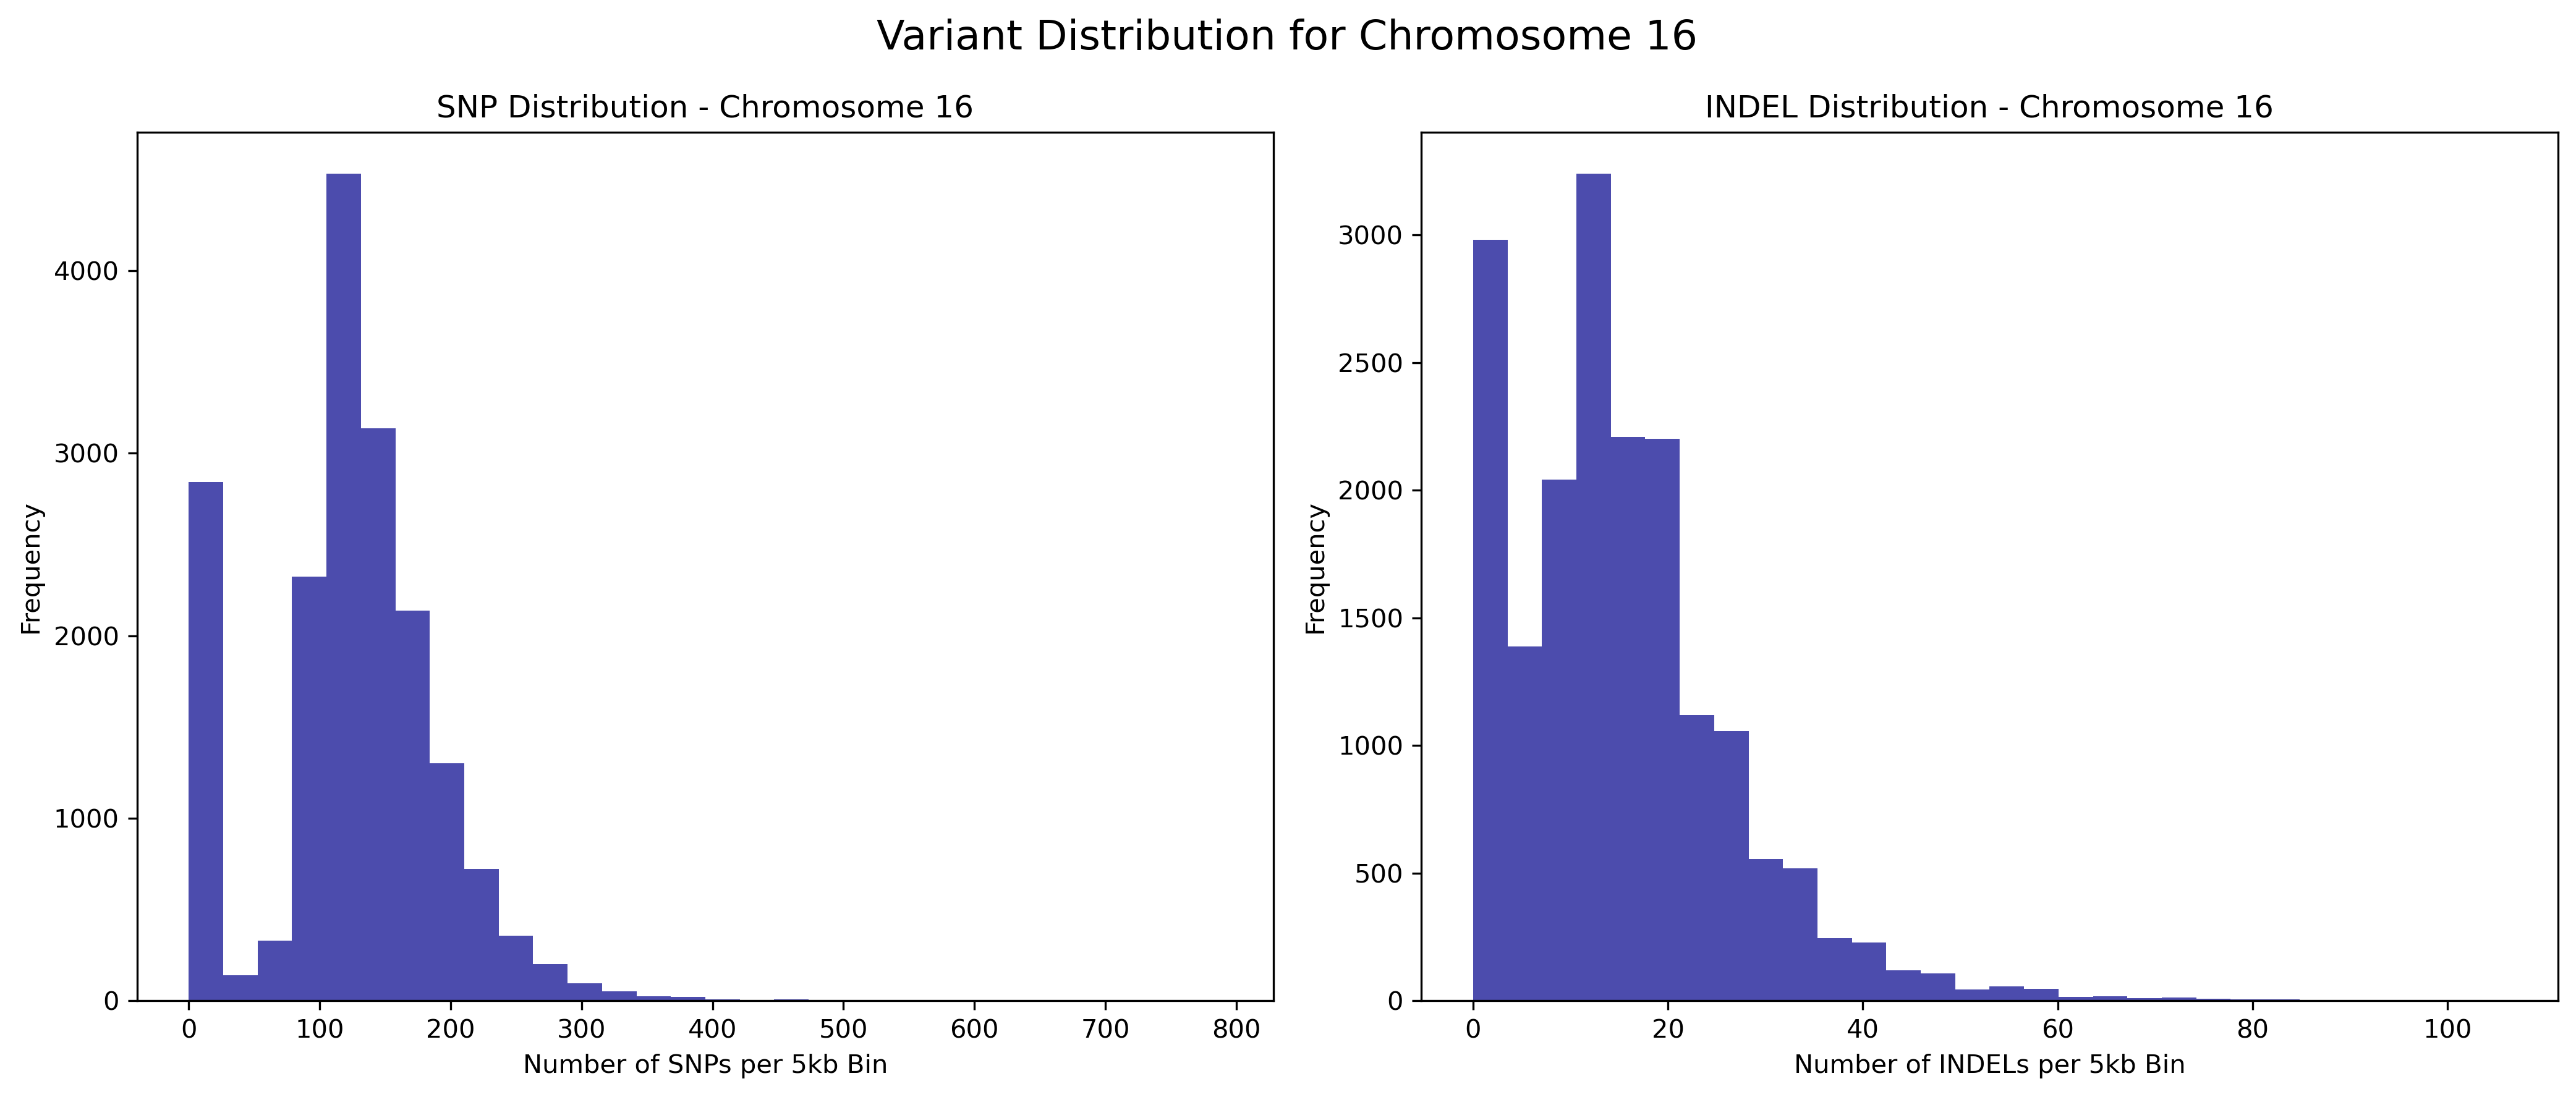 Variant Distribution for Chromosome 16
SNP Distribution - Chromosome 16
Frequency
4000
3000
2000
1000
0
0 100 200 300 400 500 600 700 800
Number of SNPs per 5kb Bin
INDEL Distribution - Chromosome 16
Frequency
3000
2500
2000
1500
1000
500
0
0 20 40 60 80 100
Number of INDELs per 5kb Bin